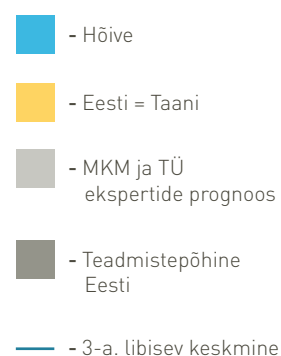 - Hõive
- Eesti = Taani
- MKM ja TÜ
ekspertide prognoos
- Teadmistepõhine
Eesti
- 3-a. libisev keskmine